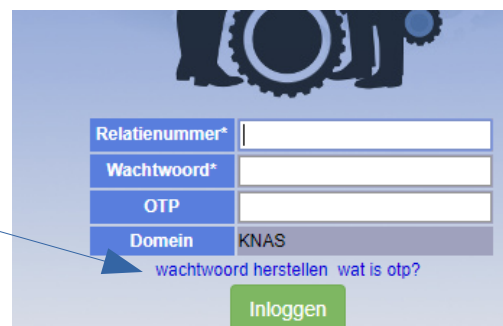 Relatienummer*
Wachtwoord*
OTP
Domein KNAS
wachtwoord herstellen wat is otp?
Inloggen